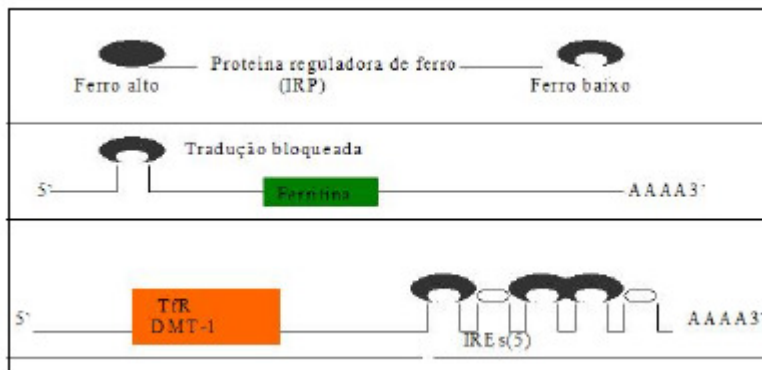 Proteína reguladora de ferro
Ferro alto (IRP) Ferro baixo
Tradução bloqueada
5` Ferritina AAAA3`
TfR
5` DMT-1 AAAA3`
IREs(5)